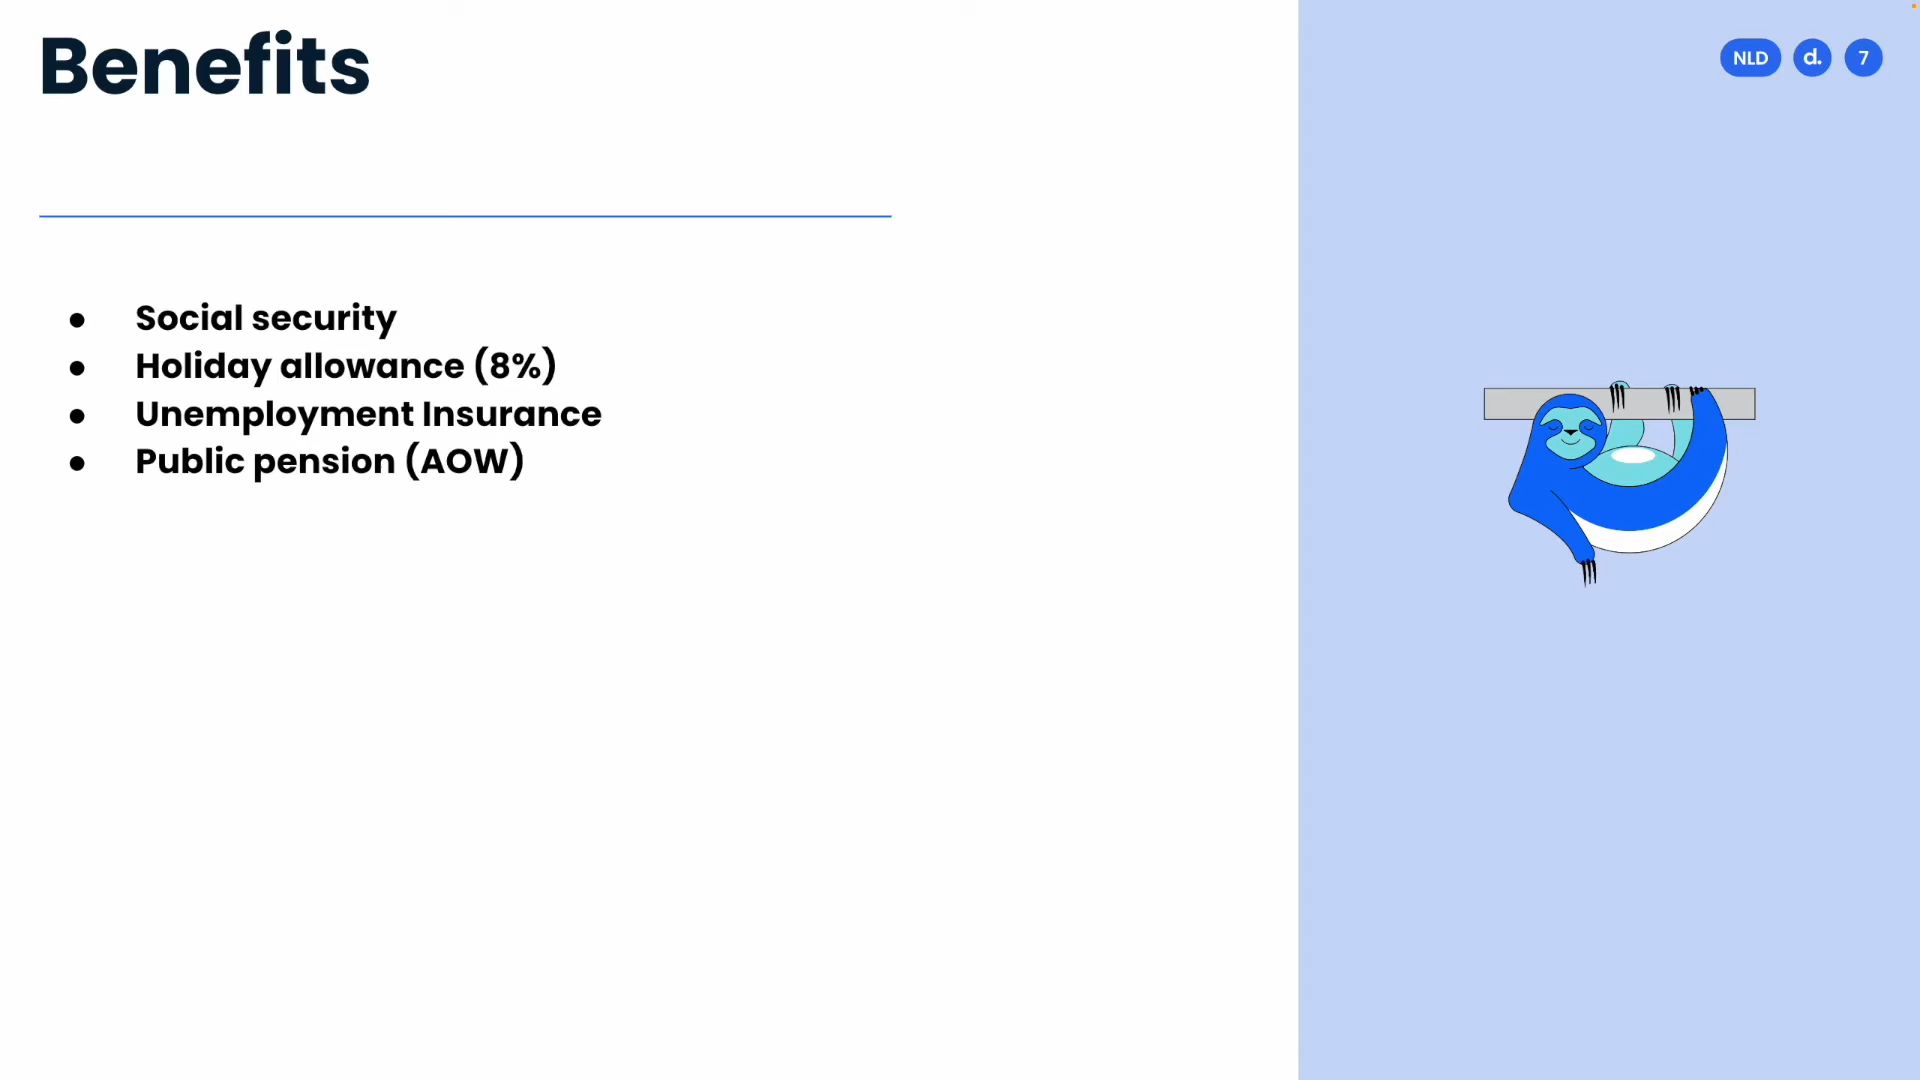 Benefits
NLD d. 7
● Social security
● Holiday allowance (8%)
● Unemployment Insurance
● Public pension (AOW)